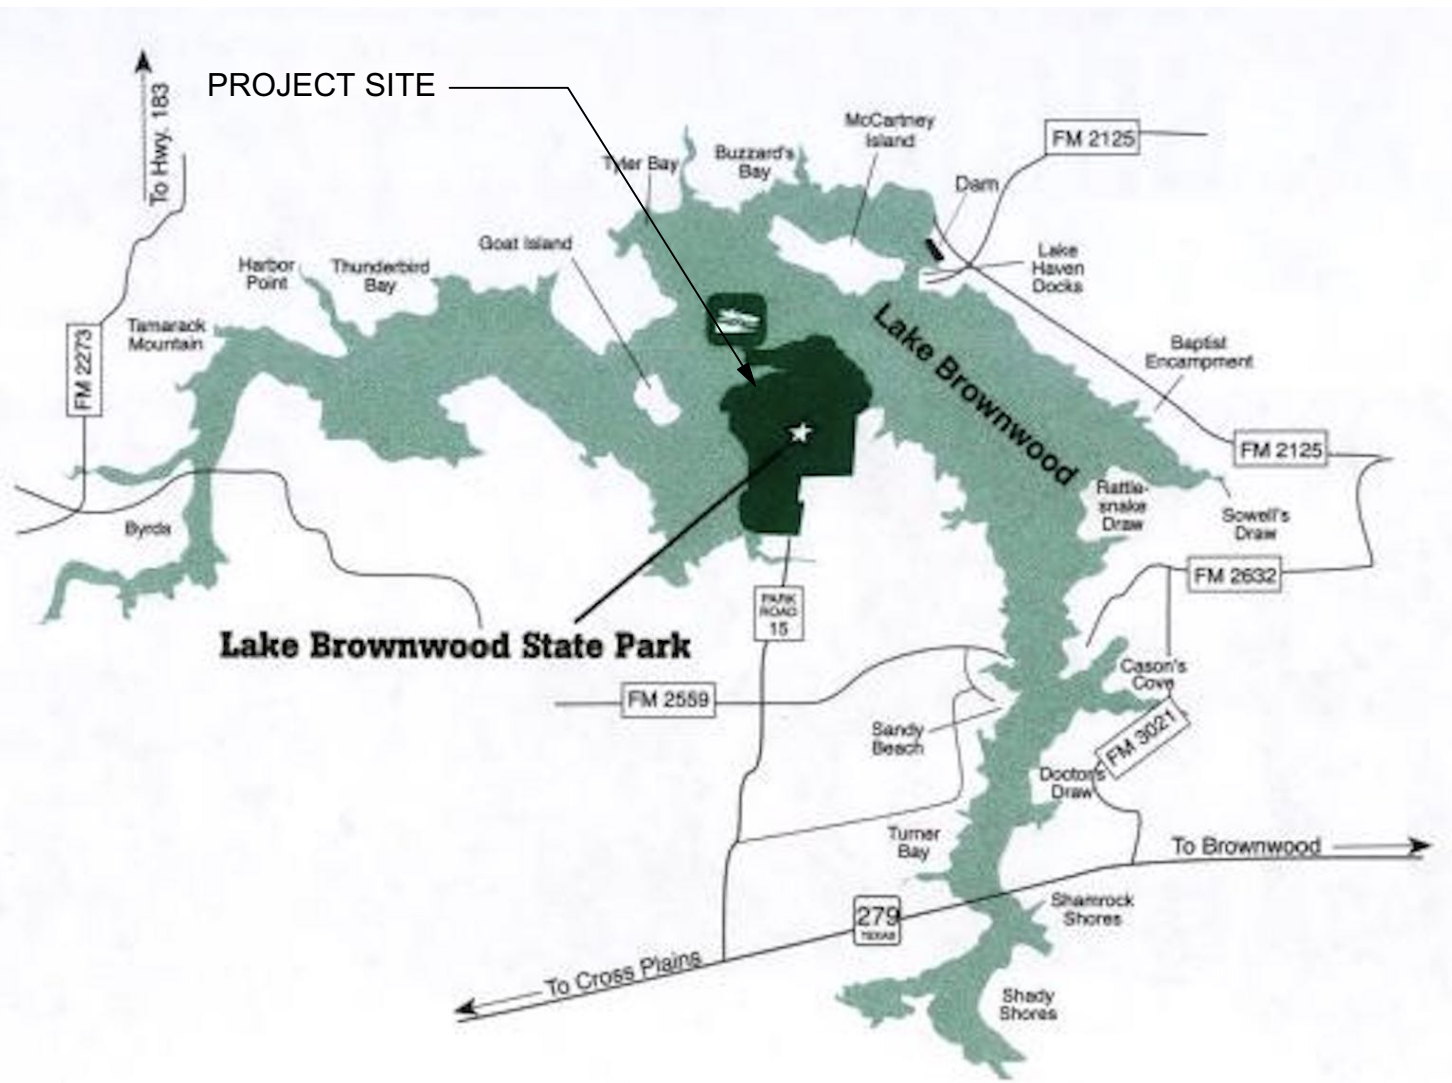 PROJECT SITE
To Hwy. 183
McCartney
Island
FM 2125
Tyler Bay
Buzzard's
Bay
Dam
Goat Island
Lake
Haven
Docks
Harbor
Point
Thunderbird
Bay
Tamarack
Mountain
FM 2273
Lake Brownwood
Baptist
Encampment
FM 2125
Rattle-
snake
Draw
Sowell's
Draw
Byrds
FM 2632
PARK
ROAD
15
Lake Brownwood State Park
Cason's
Cove
FM 2559
FM 3021
Sandy
Beach
Doctor's
Draw
Turner
Bay
To Brownwood
279
TEXAS
Shamrock
Shores
To Cross Plains
Shady
Shores